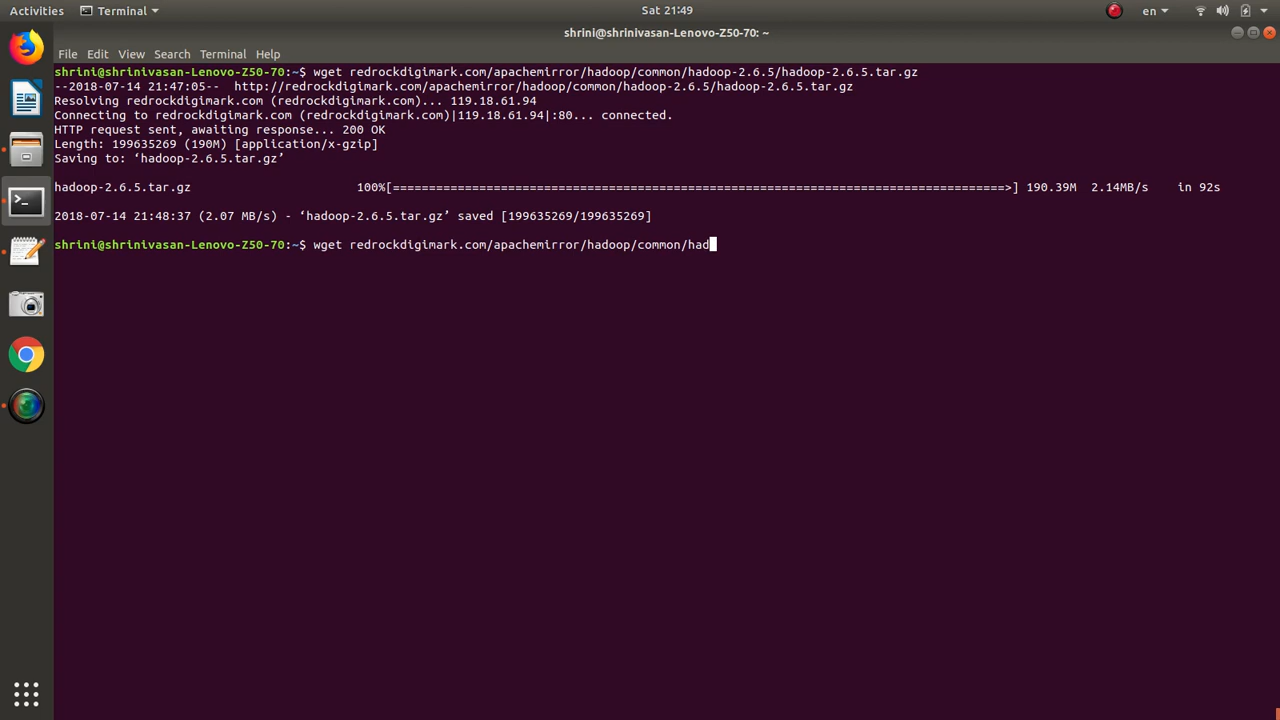 Activities Terminal Sat 21:49 en
shrini@shrinivasan-Lenovo-Z50-70: ~
File Edit View Search Terminal Help
shrini@shrinivasan-Lenovo-Z50-70:~$ wget redrockdigimark.com/apachemirror/hadoop/common/hadoop-2.6.5/hadoop-2.6.5.tar.gz
--2018-07-14 21:47:05--  http://redrockdigimark.com/apachemirror/hadoop/common/hadoop-2.6.5/hadoop-2.6.5.tar.gz
Resolving redrockdigimark.com (redrockdigimark.com)... 119.18.61.94
Connecting to redrockdigimark.com (redrockdigimark.com)|119.18.61.94|:80... connected.
HTTP request sent, awaiting response... 200 OK
Length: 199635269 (190M) [application/x-gzip]
Saving to: ‘hadoop-2.6.5.tar.gz’
hadoop-2.6.5.tar.gz 100%[=====================================================================================>] 190.39M 2.14MB/s in 92s
2018-07-14 21:48:37 (2.07 MB/s) - ‘hadoop-2.6.5.tar.gz’ saved [199635269/199635269]
shrini@shrinivasan-Lenovo-Z50-70:~$ wget redrockdigimark.com/apachemirror/hadoop/common/had